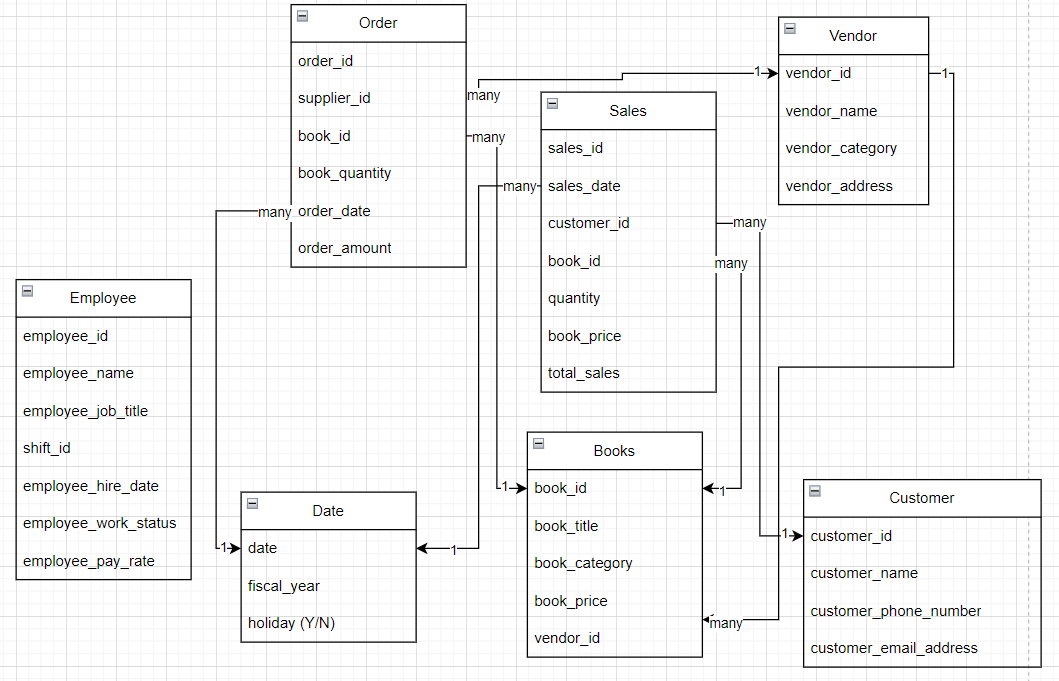 Order
order_id
supplier_id
book_id
book_quantity
order_date
order_amount
many
many
many
Vendor
vendor_id
vendor_name
vendor_category
vendor_address
1
1
Sales
sales_id
sales_date
customer_id
book_id
quantity
book_price
total_sales
many
many
many
Employee
employee_id
employee_name
employee_job_title
shift_id
employee_hire_date
employee_work_status
employee_pay_rate
Date
date
fiscal_year
holiday (Y/N)
1
1
Books
book_id
book_title
book_category
book_price
vendor_id
1
1
many
Customer
customer_id
customer_name
customer_phone_number
customer_email_address
1